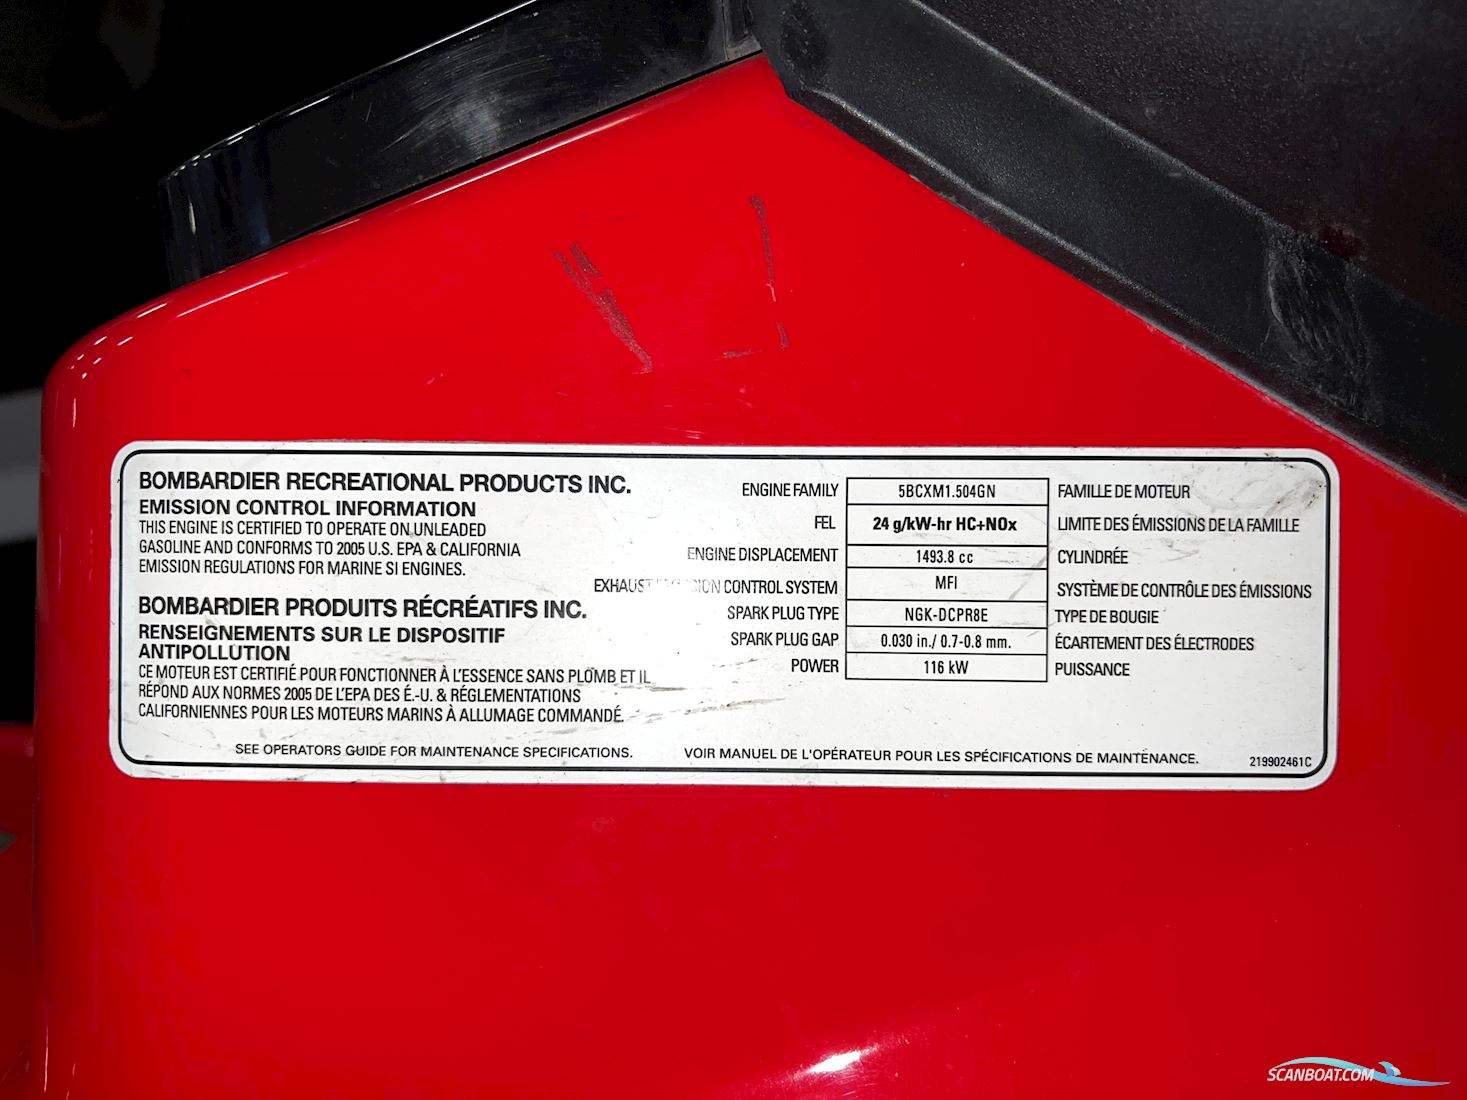 BOMBARDIER RECREATIONAL PRODUCTS INC.
EMISSION CONTROL INFORMATION
THIS ENGINE IS CERTIFIED TO OPERATE ON UNLEADED
GASOLINE AND CONFORMS TO 2005 U.S. EPA & CALIFORNIA
EMISSION REGULATIONS FOR MARINE SI ENGINES.
BOMBARDIER PRODUITS RÉCRÉATIFS INC.
RENSEIGNEMENTS SUR LE DISPOSITIF
ANTIPOLLUTION
CE MOTEUR EST CERTIFIÉ POUR FONCTIONNER À L'ESSENCE SANS PLOMB ET IL
RÉPOND AUX NORMES 2005 DE L'EPA DES É.-U. & RÉGLEMENTATIONS
CALIFORNIENNES POUR LES MOTEURS MARINS À ALLUMAGE COMMANDÉ.
ENGINE FAMILY 5BCXM1.504GN FAMILLE DE MOTEUR
FEL 24 g/kW-hr HC+NOx LIMITE DES ÉMISSIONS DE LA FAMILLE
ENGINE DISPLACEMENT 1493.8 cc CYLINDRÉE
EXHAUST CONTROL SYSTEM MFI SYSTÈME DE CONTRÔLE DES ÉMISSIONS
SPARK PLUG TYPE NGK-DCPR8E TYPE DE BOUGIE
SPARK PLUG GAP 0.030 in./ 0.7-0.8 mm. ÉCARTEMENT DES ÉLECTRODES
POWER 116 kW PUISSANCE
SEE OPERATORS GUIDE FOR MAINTENANCE SPECIFICATIONS. VOIR MANUEL DE L'OPÉRATEUR POUR LES SPÉCIFICATIONS DE MAINTENANCE. 219902461C
SCANBOAT.COM